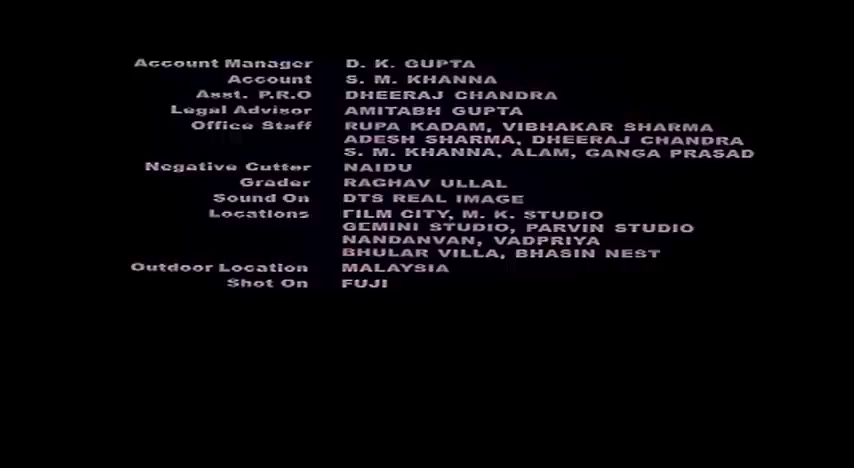 Account Manager D. K. GUPTA
Account S. M. KHANNA
Asst. P.R.O DHEERAJ CHANDRA
Legal Advisor AMITABH GUPTA
Office Staff RUPA KADAM, VIBHAKAR SHARMA
ADESH SHARMA, DHEERAJ CHANDRA
S. M. KHANNA, ALAM, GANGA PRASAD
Negative Cutter NAIDU
Grader RAGHAV ULLAL
Sound On DTS REAL IMAGE
Locations FILM CITY, M. K. STUDIO
GEMINI STUDIO, PARVIN STUDIO
NANDANVAN, VADPRIYA
BHULAR VILLA, BHASIN NEST
Outdoor Location MALAYSIA
Shot On FUJI